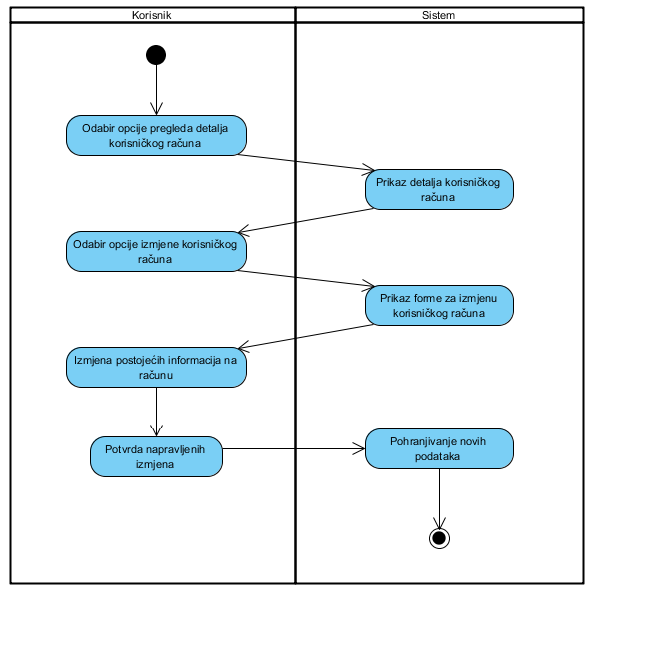 Korisnik
Sistem
Odabir opcije pregleda detalja
korisničkog računa
Prikaz detalja korisničkog
računa
Odabir opcije izmjene korisničkog
računa
Prikaz forme za izmjenu
korisničkog računa
Izmjena postojećih informacija na
računu
Potvrda napravljenih
izmjena
Pohranjivanje novih
podataka